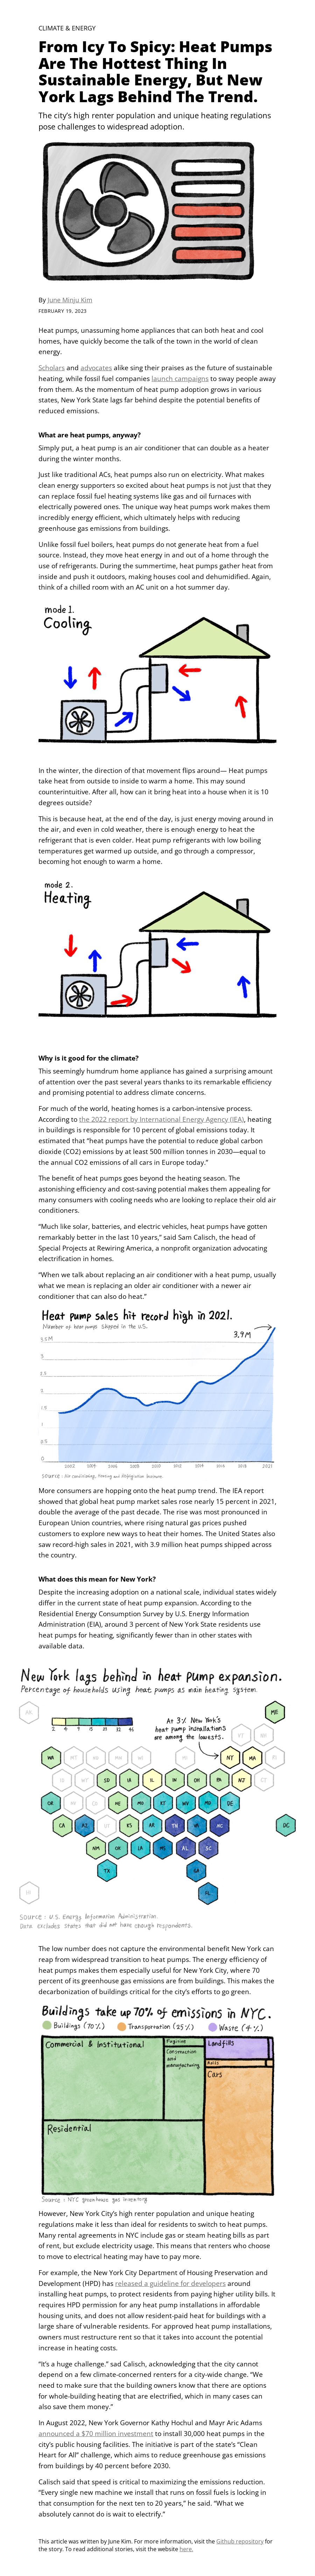 CLIMATE & ENERGY
From Icy To Spicy: Heat Pumps
Are The Hottest Thing In
Sustainable Energy, But New
York Lags Behind The Trend.
The city's high renter population and unique heating regulations
pose challenges to widespread adoption.
By June Minju Kim
FEBRUARY 19, 2023
Heat pumps, unassuming home appliances that can both heat and cool
homes, have quickly become the talk of the town in the world of clean
energy.
Scholars and advocates alike sing their praises as the future of sustainable
heating, while fossil fuel companies launch campaigns to sway people away
from them. As the momentum of heat pump adoption grows in various
states, New York State lags far behind despite the potential benefits of
reduced emissions.
What are heat pumps, anyway?
Simply put, a heat pump is an air conditioner that can double as a heater
during the winter months.
Just like traditional ACs, heat pumps also run on electricity. What makes
clean energy supporters so excited about heat pumps is not just that they
can replace fossil fuel heating systems like gas and oil furnaces with
electrically powered ones. The unique way heat pumps work makes them
incredibly energy efficient, which ultimately helps with reducing
greenhouse gas emissions from buildings.
Unlike fossil fuel boilers, heat pumps do not generate heat from a fuel
source. Instead, they move heat energy in and out of a home through the
use of refrigerants. During the summertime, heat pumps gather heat from
inside and push it outdoors, making houses cool and dehumidified. Again,
think of a chilled room with an AC unit on a hot summer day.
mode 1.
Cooling
In the winter, the direction of that movement flips around— Heat pumps
take heat from outside to inside to warm a home. This may sound
counterintuitive. After all, how can it bring heat into a house when it is 10
degrees outside?
This is because heat, at the end of the day, is just energy moving around in
the air, and even in cold weather, there is enough energy to heat the
refrigerant that is even colder. Heat pump refrigerants with low boiling
temperatures get warmed up outside, and go through a compressor,
becoming hot enough to warm a home.
mode 2.
Heating
Why is it good for the climate?
This seemingly humdrum home appliance has gained a surprising amount
of attention over the past several years thanks to its remarkable efficiency
and promising potential to address climate concerns.
For much of the world, heating homes is a carbon-intensive process.
According to the 2022 report by International Energy Agency (IEA), heating
in buildings is responsible for 10 percent of global emissions today. It
estimated that "heat pumps have the potential to reduce global carbon
dioxide (CO2) emissions by at least 500 million tonnes in 2030—equal to
the annual CO2 emissions of all cars in Europe today."
The benefit of heat pumps goes beyond the heating season. The
astonishing efficiency and cost-saving potential makes them appealing for
many consumers with cooling needs who are looking to replace their old air
conditioners.
"Much like solar, batteries, and electric vehicles, heat pumps have gotten
remarkably better in the last 10 years," said Sam Calisch, the head of
Special Projects at Rewiring America, a nonprofit organization advocating
electrification in homes.
"When we talk about replacing an air conditioner with a heat pump, usually
what we mean is replacing an older air conditioner with a newer air
conditioner that can also do heat."
Heat pump sales hit record high in 2021.
Number of heat pumps shipped in the U.S.
3.9M
3
2
1.5
1
0.5
0
2002 2004 2006 2008 2010 2012 2014 2016 2018 2021
Source: Air conditioning, Heating and Refrigeration Institute
More consumers are hopping onto the heat pump trend. The IEA report
showed that global heat pump market sales rose nearly 15 percent in 2021,
double the average of the past decade. The rise was most pronounced in
European Union countries, where rising natural gas prices pushed
customers to explore new ways to heat their homes. The United States also
saw record-high sales in 2021, with 3.9 million heat pumps shipped across
the country.
What does this mean for New York?
Despite the increasing adoption on a national scale, individual states widely
differ in the current state of heat pump expansion. According to the
Residential Energy Consumption Survey by U.S. Energy Information
Administration (EIA), around 3 percent of New York State residents use
heat pumps for heating, significantly fewer than in other states with
available data.
New York lags behind in heat pump expansion.
Percentage of households using heat pumps as main heating system.
ME
At 3% New York's
heat pump installations
are among the lowests.
WA NY MA
SD IA IL IN OH PA NJ
OR NE MO KY WV MD DE
CA AZ KS AR TN VA NC DC
NM OK LA MS AL SC
TX GA
FL
Source : U.S. Energy Information Administration.
Data excludes states that did not have enough respondents.
The low number does not capture the environmental benefit New York can
reap from widespread transition to heat pumps. The energy efficiency of
heat pumps makes them especially useful for New York City, where 70
percent of its greenhouse gas emissions are from buildings. This makes the
decarbonization of buildings critical for the city's efforts to go green.
Buildings take up 70% of emissions in NYC.
Buildings (70%) Transportation (25%) Waste (4%)
Commercial & Institutional
Fugitive
Construction
and
manufacturing
Landfills
Cars
Residential
Source : NYC greenhouse gas inventory
However, New York City's high renter population and unique heating
regulations make it less than ideal for residents to switch to heat pumps.
Many rental agreements in NYC include gas or steam heating bills as part
of rent, but exclude electricity usage. This means that renters who choose
to move to electrical heating may have to pay more.
For example, the New York City Department of Housing Preservation and
Development (HPD) has released a guideline for developers around
installing heat pumps, to protect residents from paying higher utility bills. It
requires HPD permission for any heat pump installations in affordable
housing units, and does not allow resident-paid heat for buildings with a
large share of vulnerable residents. For approved heat pump installations,
owners must restructure rent so that it takes into account the potential
increase in heating costs.
"It's a huge challenge." sad Calisch, acknowledging that the city cannot
depend on a few climate-concerned renters for a city-wide change. "We
need to make sure that the building owners know that there are options
for whole-building heating that are electrified, which in many cases can
also save them money."
In August 2022, New York Governor Kathy Hochul and Mayr Aric Adams
announced a $70 million investment to install 30,000 heat pumps in the
city's public housing facilities. The initiative is part of the state's "Clean
Heart for All" challenge, which aims to reduce greenhouse gas emissions
from buildings by 40 percent before 2030.
Calisch said that speed is critical to maximizing the emissions reduction.
"Every single new machine we install that runs on fossil fuels is locking in
that consumption for the next ten to 20 years," he said. "What we
absolutely cannot do is wait to electrify."
This article was written by June Kim. For more information, visit the Github repository for
the story. To read additional stories, visit the website here.